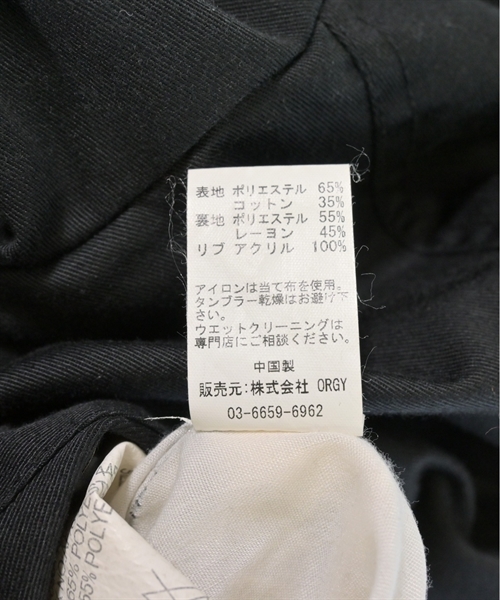 表地 ポリエステル 65%
コットン 35%
裏地 ポリエステル 55%
レーヨン 45%
リブ アクリル 100%
アイロンは当て布を使用。
タンブラー乾燥はお避け下
さい。
ウエットクリーニングは
専門店にご相談ください。
中国製
販売元:株式会社 ORGY
03-6659-6962
65% POLYE